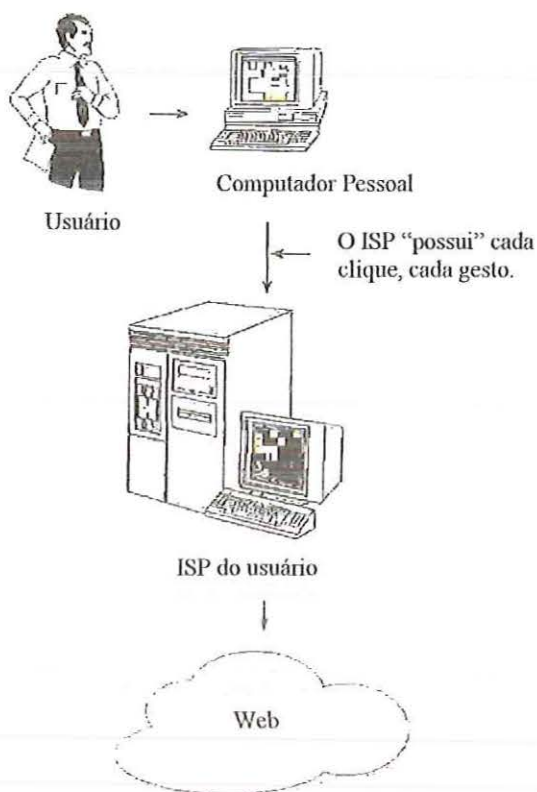 Usuário
Computador Pessoal
O ISP “possui” cada
clique, cada gesto.
ISP do usuário
Web